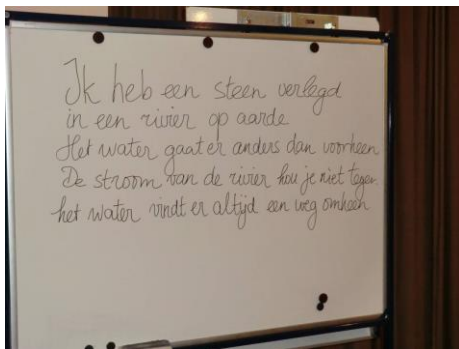 Ik heb een steen verlegd
in een rivier op aarde
Het water gaat er anders dan voorheen
De stroom van de rivier hou je niet tegen
het water vindt er altijd een weg omheen